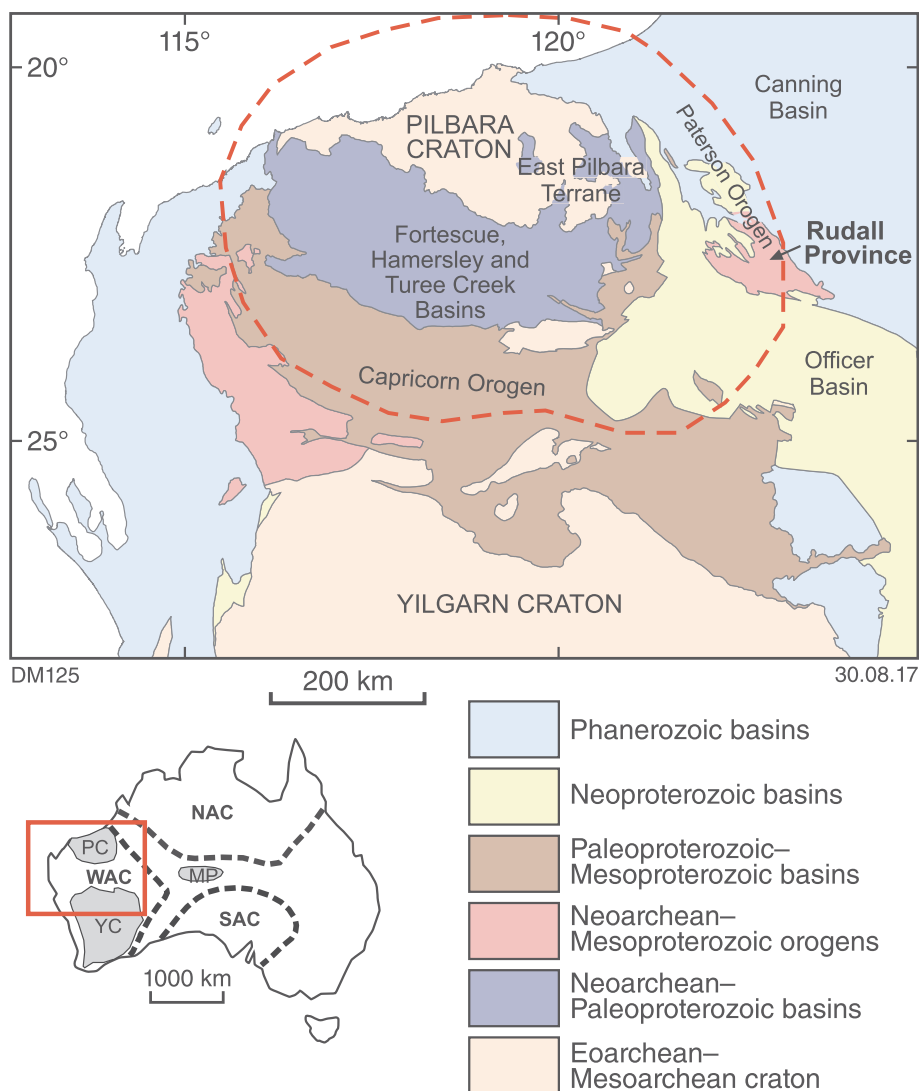 115°
120°
20°
25°
Canning
Basin
PILBARA
CRATON
Paterson Orogen
East Pilbara
Terrane
Rudall
Province
Fortescue,
Hamersley and
Turee Creek
Basins
Officer
Basin
Capricorn Orogen
YILGARN CRATON
DM125
30.08.17
200 km
Phanerozoic basins
Neoproterozoic basins
Paleoproterozoic–
Mesoproterozoic basins
Neoarchean–
Mesoproterozoic orogens
Neoarchean–
Paleoproterozoic basins
Eoarchean–
Mesoarchean craton
NAC
PC
WAC
MP
YC
SAC
1000 km